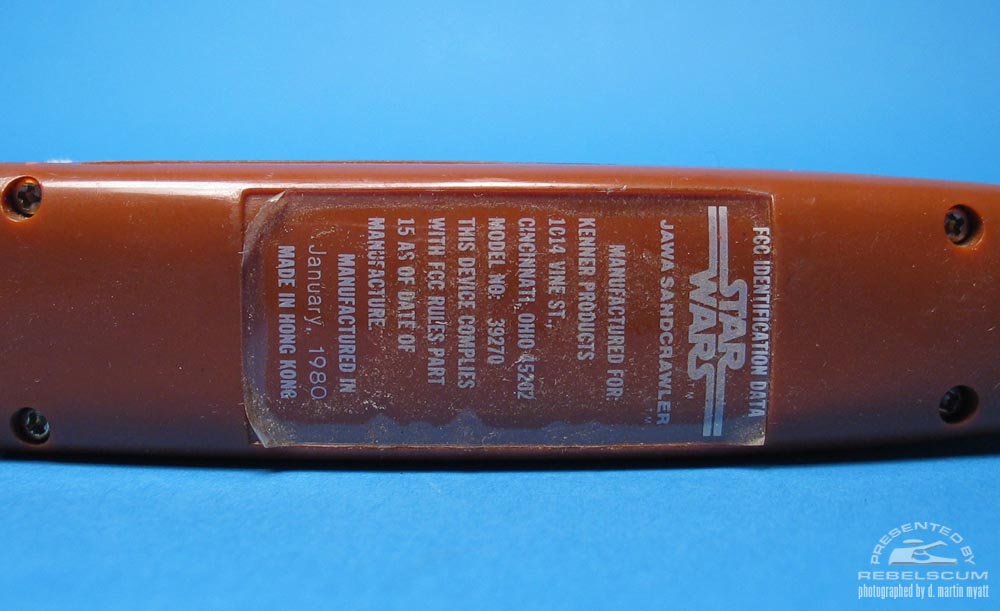 FCC IDENTIFICATION DATA
STAR
WARS
TM
JAWA SANDCRAWLER
MANUFACTURED FOR:
KENNER PRODUCTS
1014 VINE ST.,
CINCINNATI, OHIO 45202
MODEL NO: 39270
THIS DEVICE COMPLIES
WITH FCC RULES PART
15 AS OF DATE OF
MANUFACTURE
MANUFACTURED IN
January, 1980
MADE IN HONG KONG
PRESENTED BY
REBELSCUM
photographed by d. martin myatt